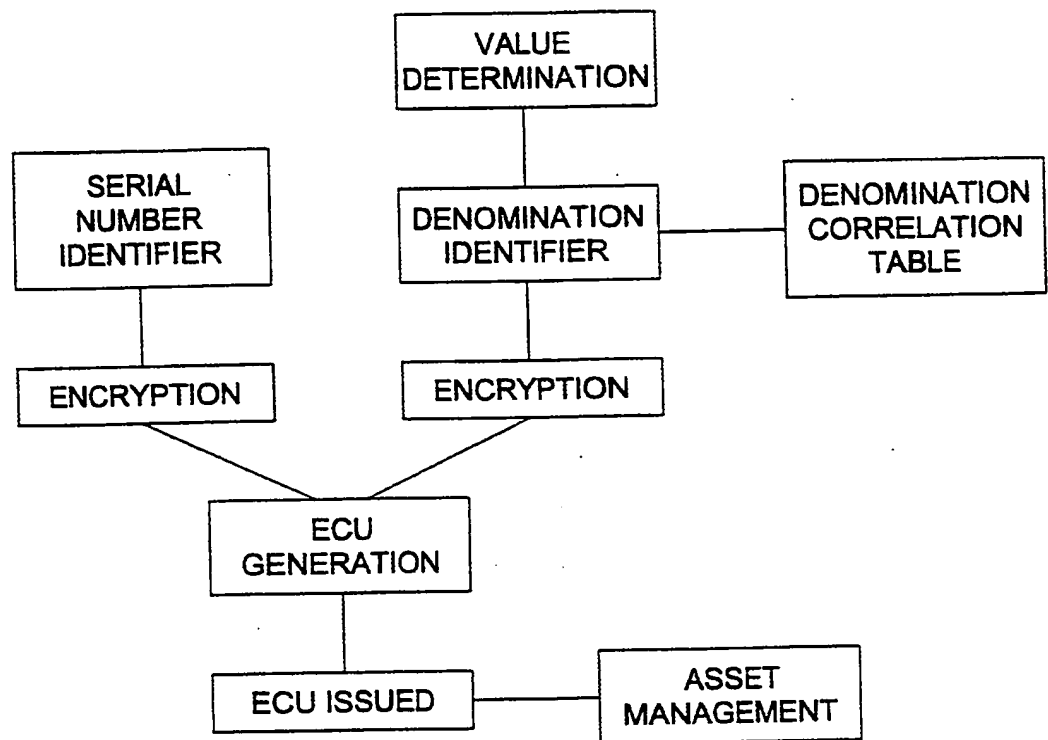 VALUE
DETERMINATION
SERIAL
NUMBER
IDENTIFIER
DENOMINATION
IDENTIFIER
DENOMINATION
CORRELATION
TABLE
ENCRYPTION
ENCRYPTION
ECU
GENERATION
ECU ISSUED
ASSET
MANAGEMENT